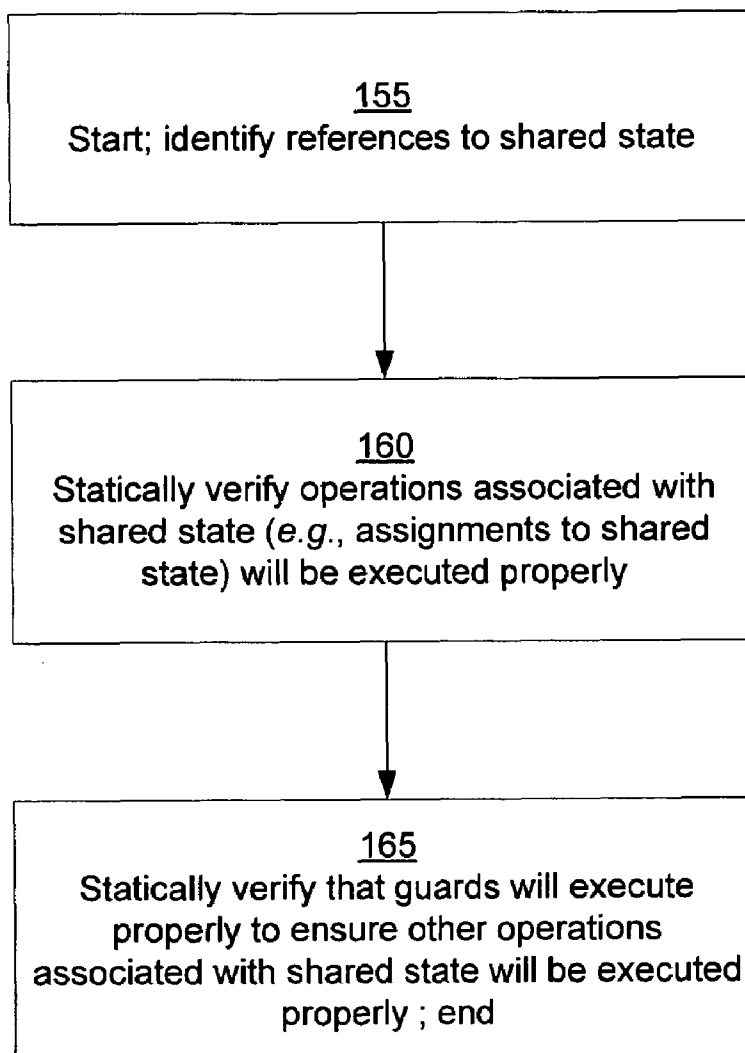 155
Start; identify references to shared state
160
Statically verify operations associated with
shared state (e.g., assignments to shared
state) will be executed properly
165
Statically verify that guards will execute
properly to ensure other operations
associated with shared state will be executed
properly ; end